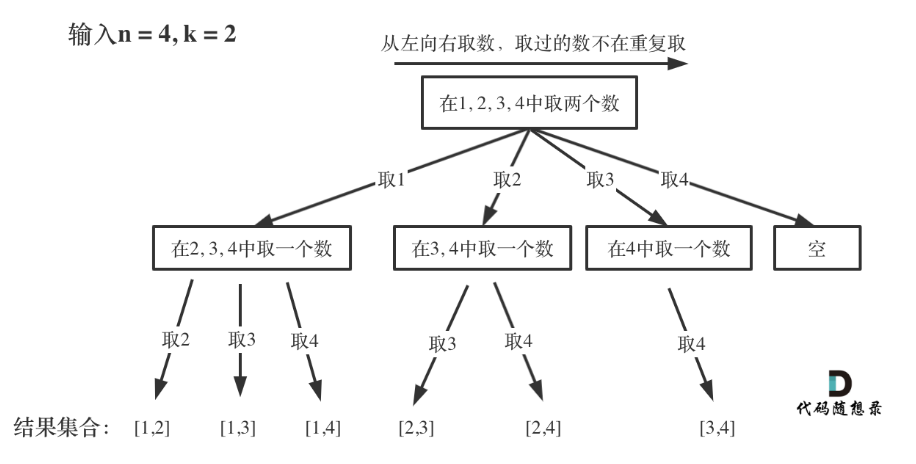 输入n = 4, k = 2
从左向右取数，取过的数不在重复取
在1, 2, 3, 4中取两个数
取1
取2
取3
取4
在2, 3, 4中取一个数
在3, 4中取一个数
在4中取一个数
空
取2
取3
取4
取3
取4
取4
代码随想录
结果集合：
[1,2]
[1,3]
[1,4]
[2,3]
[2,4]
[3,4]